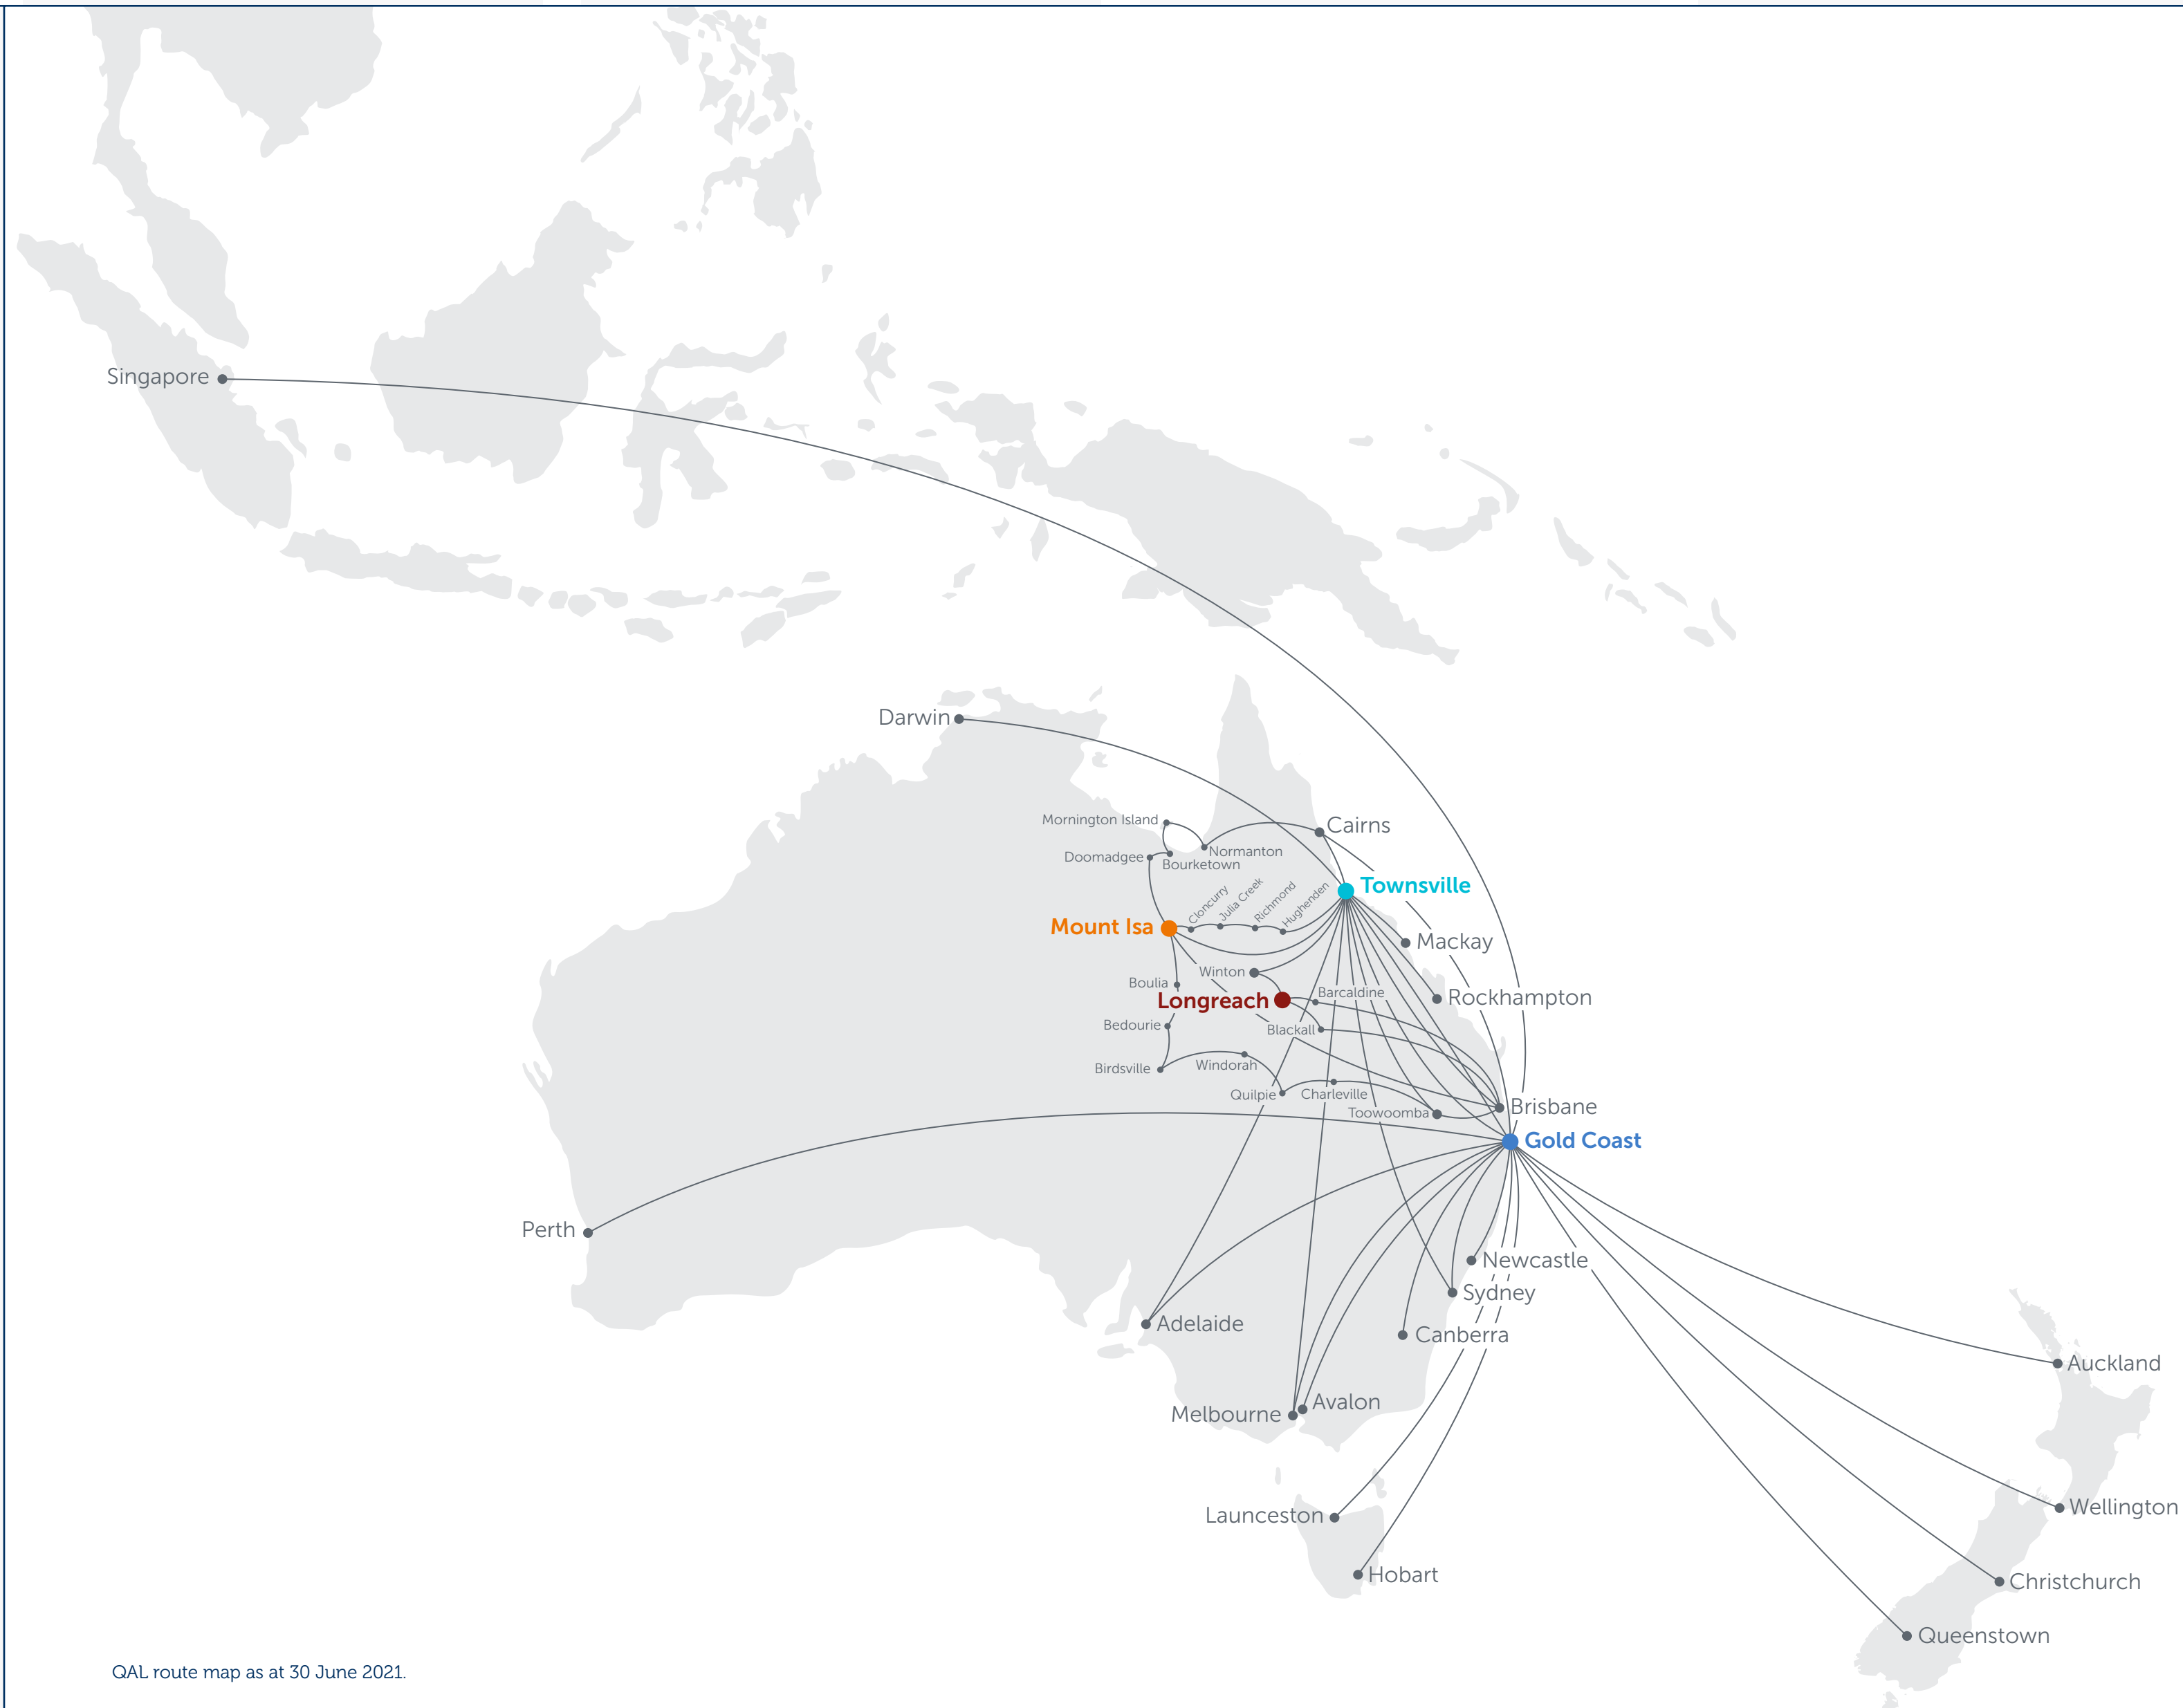 Singapore
Darwin
Mornington Island
Cairns
Normanton
Doomadgee
Bourketown
Townsville
Cloncurry
Julia Creek
Richmond
Hughenden
Mount Isa
Mackay
Winton
Boulia
Barcaldine
Longreach
Rockhampton
Bedourie
Blackall
Windorah
Birdsville
Quilpie
Charleville
Brisbane
Toowoomba
Gold Coast
Perth
Newcastle
Sydney
Adelaide
Canberra
Auckland
Avalon
Melbourne
Wellington
Launceston
Hobart
Christchurch
Queenstown
QAL route map as at 30 June 2021.